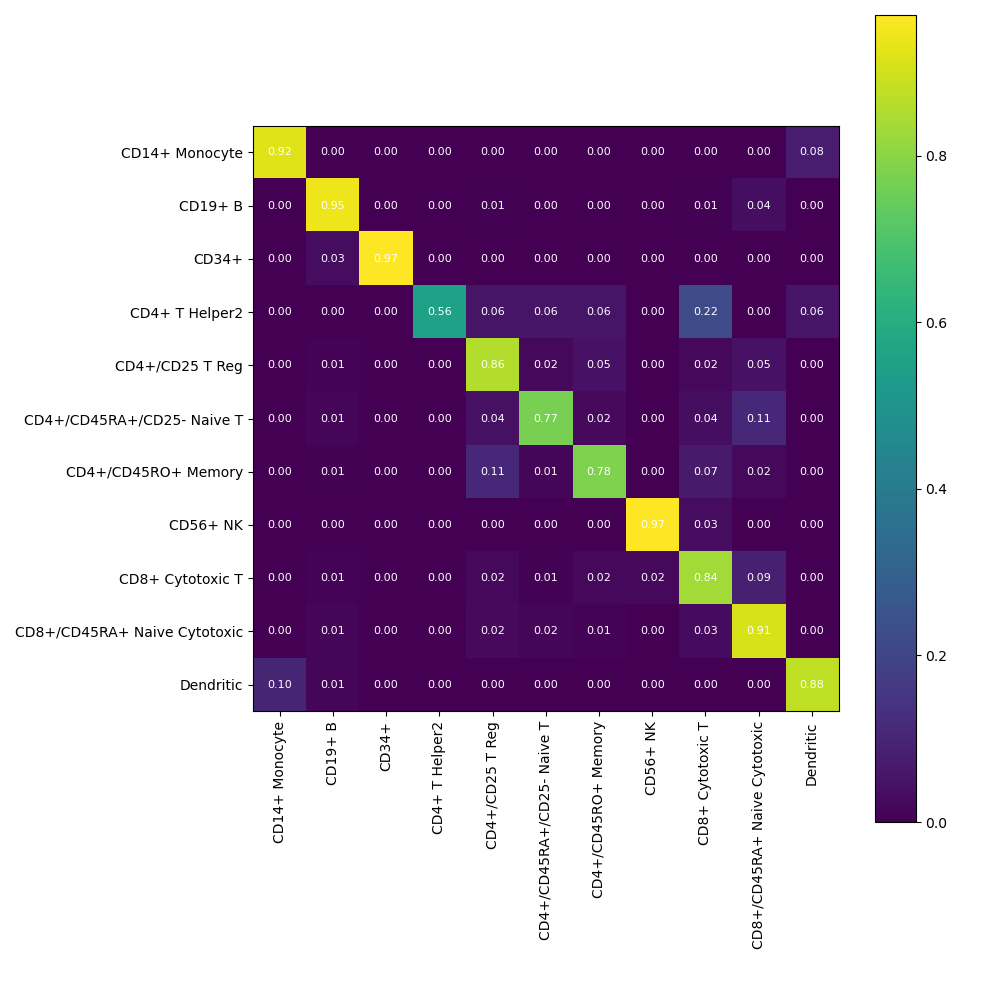 CD14+ Monocyte 0.92 0.00 0.00 0.00 0.00 0.00 0.00 0.00 0.00 0.00 0.08
CD19+ B 0.00 0.95 0.00 0.00 0.01 0.00 0.00 0.00 0.01 0.04 0.00
CD34+ 0.00 0.03 0.97 0.00 0.00 0.00 0.00 0.00 0.00 0.00 0.00
CD4+ T Helper2 0.00 0.00 0.00 0.56 0.06 0.06 0.06 0.00 0.22 0.00 0.06
CD4+/CD25 T Reg 0.00 0.01 0.00 0.00 0.86 0.02 0.05 0.00 0.02 0.05 0.00
CD4+/CD45RA+/CD25- Naive T 0.00 0.01 0.00 0.00 0.04 0.77 0.02 0.00 0.04 0.11 0.00
CD4+/CD45RO+ Memory 0.00 0.01 0.00 0.00 0.11 0.01 0.78 0.00 0.07 0.02 0.00
CD56+ NK 0.00 0.00 0.00 0.00 0.00 0.00 0.00 0.97 0.03 0.00 0.00
CD8+ Cytotoxic T 0.00 0.01 0.00 0.00 0.02 0.01 0.02 0.02 0.84 0.09 0.00
CD8+/CD45RA+ Naive Cytotoxic 0.00 0.01 0.00 0.00 0.02 0.02 0.01 0.00 0.03 0.91 0.00
Dendritic 0.10 0.01 0.00 0.00 0.00 0.00 0.00 0.00 0.00 0.00 0.88
CD14+ Monocyte
CD19+ B
CD34+
CD4+ T Helper2
CD4+/CD25 T Reg
CD4+/CD45RA+/CD25- Naive T
CD4+/CD45RO+ Memory
CD56+ NK
CD8+ Cytotoxic T
CD8+/CD45RA+ Naive Cytotoxic
Dendritic
0.8
0.6
0.4
0.2
0.0